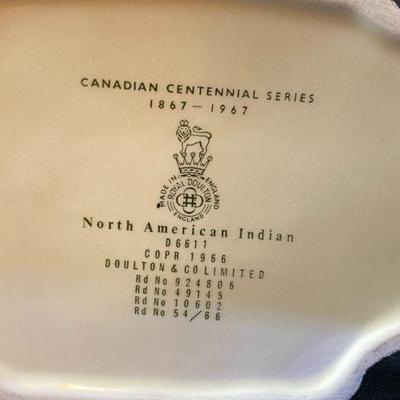 CANADIAN CENTENNIAL SERIES
1867 — 1967
MADE IN ENGLAND
ROYAL DOULTON
ENGLAND
North American Indian
D6611
COPR 1966
DOULTON & CO LIMITED
Rd No 924806
Rd No 49145
Rd No 10602
Rd No 54/66